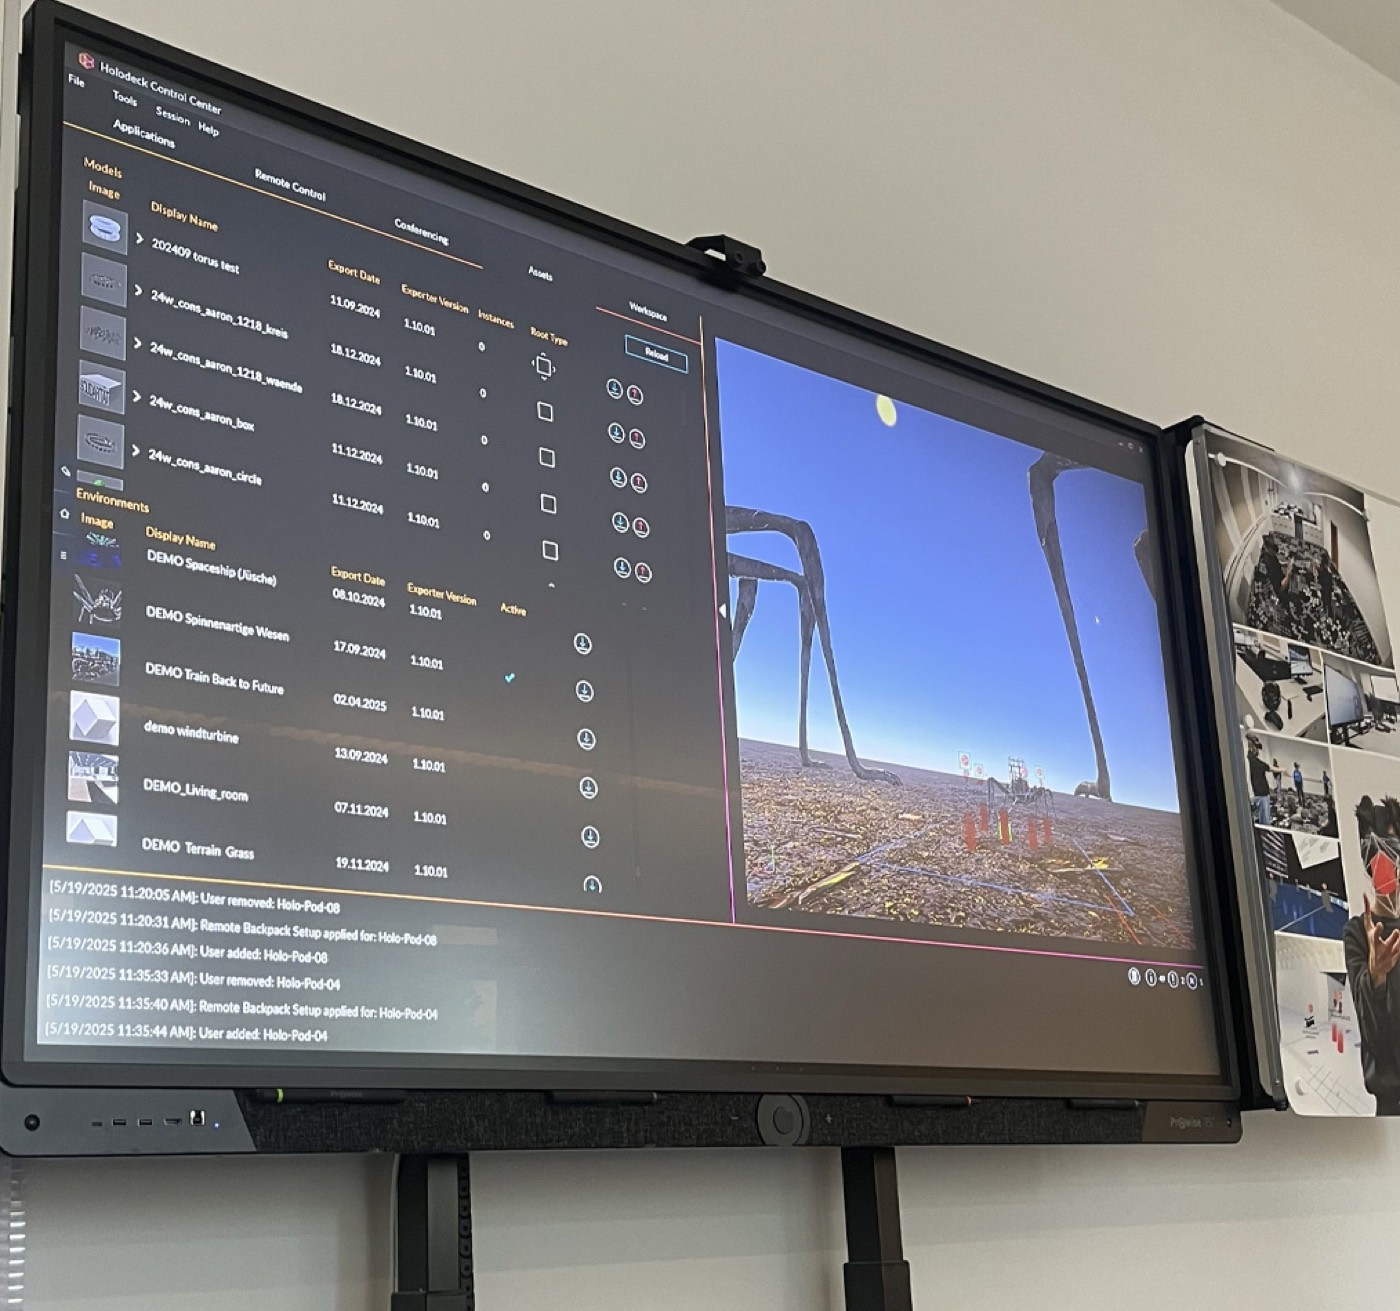 Holodeck Control Center
File Tools Session Help
Applications Remote Control Conferencing Assets Workspace
Models
Reload
Image Display Name Export Date Exporter Version Instances Root Type
202409 torus test 11.09.2024 1.10.01 0
24w_cons_aaron_1218_kreis 18.12.2024 1.10.01 0
24w_cons_aaron_1218_waende 18.12.2024 1.10.01 0
24w_cons_aaron_box 11.12.2024 1.10.01 0
24w_cons_aaron_circle 11.12.2024 1.10.01 0
Environments
Image Display Name Export Date Exporter Version Active
DEMO Spaceship (Jüsche) 08.10.2024 1.10.01
DEMO Spinnenartige Wesen 17.09.2024 1.10.01
DEMO Train Back to Future 02.04.2025 1.10.01
demo windturbine 13.09.2024 1.10.01
DEMO_Living_room 07.11.2024 1.10.01
DEMO Terrain Grass 19.11.2024 1.10.01
[5/19/2025 11:20:05 AM]: User removed: Holo-Pod-08
[5/19/2025 11:20:31 AM]: Remote Backpack Setup applied for: Holo-Pod-08
[5/19/2025 11:20:36 AM]: User added: Holo-Pod-08
[5/19/2025 11:35:33 AM]: User removed: Holo-Pod-04
[5/19/2025 11:35:40 AM]: Remote Backpack Setup applied for: Holo-Pod-04
[5/19/2025 11:35:44 AM]: User added: Holo-Pod-04
Prowise